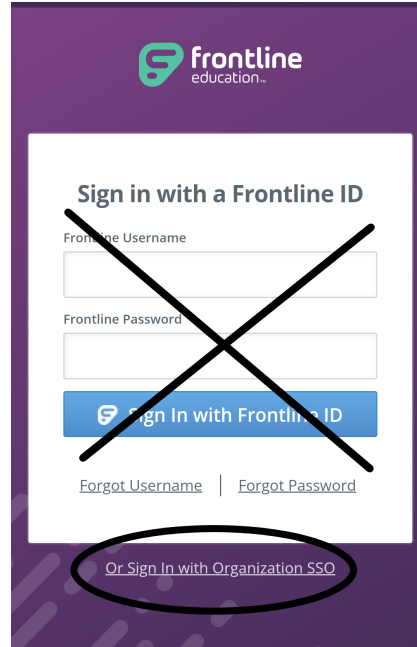 frontline
education™
Sign in with a Frontline ID
Frontline Username
Frontline Password
Sign In with Frontline ID
Forgot Username | Forgot Password
Or Sign In with Organization SSO